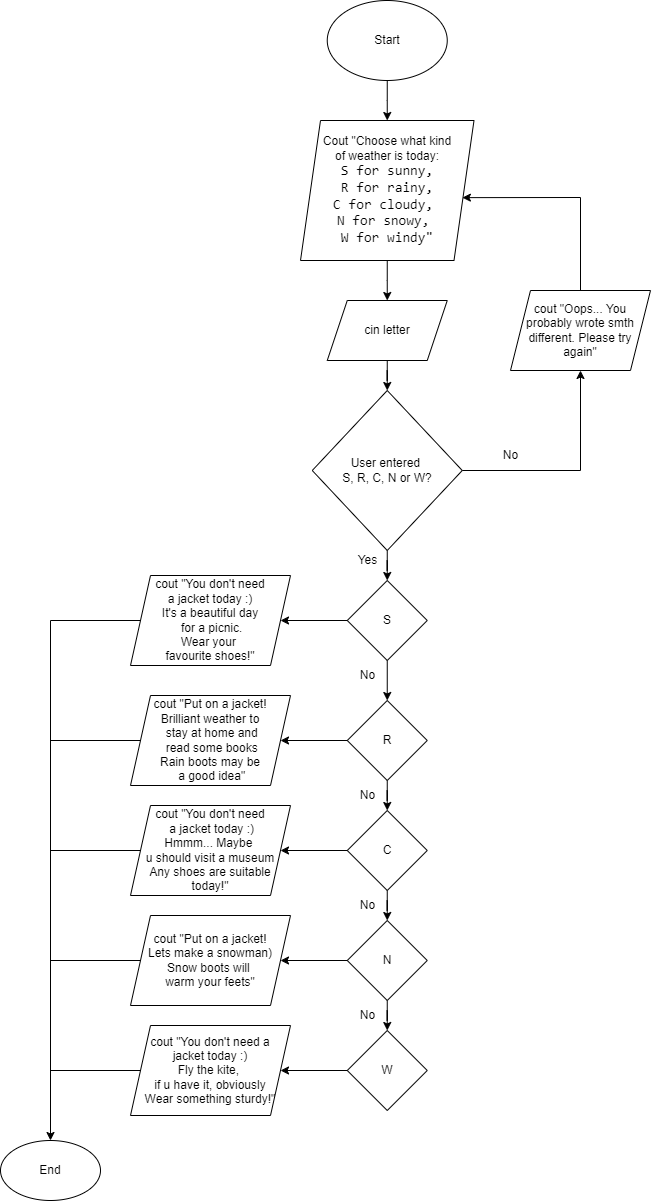 Start
Cout "Choose what kind
of weather is today:
S for sunny,
R for rainy,
C for cloudy,
N for snowy,
W for windy"
cin letter
cout "Oops... You
probably wrote smth
different. Please try
again"
User entered
S, R, C, N or W?
No
Yes
cout "You don't need
a jacket today :)
It's a beautiful day
for a picnic.
Wear your
favourite shoes!"
S
No
cout "Put on a jacket!
Brilliant weather to
stay at home and
read some books
Rain boots may be
a good idea"
R
No
cout "You don't need
a jacket today :)
Hmmm... Maybe
u should visit a museum
Any shoes are suitable
today!"
C
No
cout "Put on a jacket!
Lets make a snowman)
Snow boots will
warm your feets"
N
No
cout "You don't need a
jacket today :)
Fly the kite,
if u have it, obviously
Wear something sturdy!"
W
End